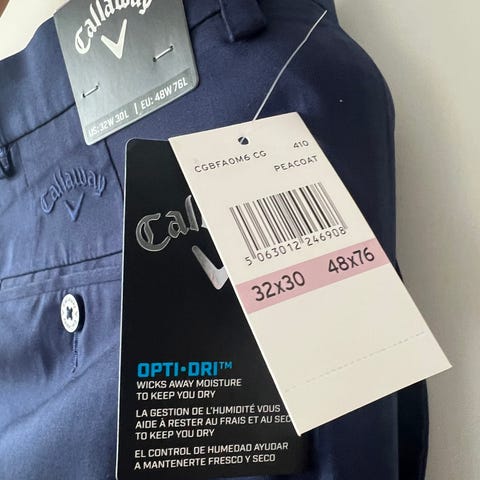 Callaway
US: 32W 30L | EU: 48W 76L
Callaway
CGBFA0M6 CG 410
PEACOAT
5 063012 246908
32x30 48x76
OPTI•DRI™
WICKS AWAY MOISTURE
TO KEEP YOU DRY
LA GESTION DE L'HUMIDITÉ VOUS
AIDE À RESTER AU FRAIS ET AU SEC
TO KEEP YOU DRY
EL CONTROL DE HUMEDAO AYUDAR
A MANTENERTE FRESCO Y SECO